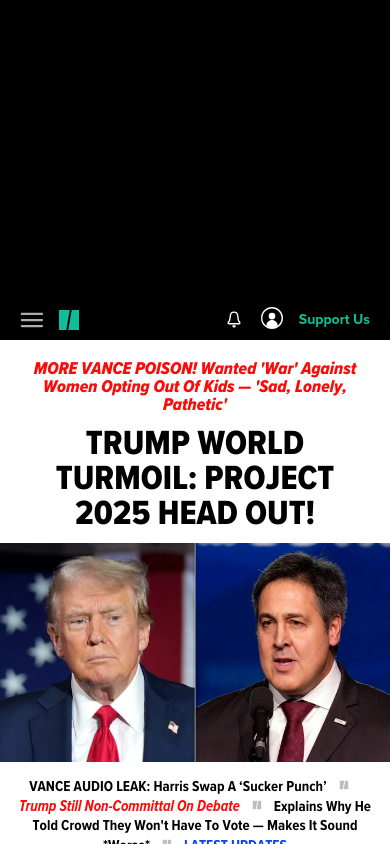 Support Us
MORE VANCE POISON! Wanted 'War' Against
Women Opting Out Of Kids — 'Sad, Lonely,
Pathetic'
TRUMP WORLD
TURMOIL: PROJECT
2025 HEAD OUT!
VANCE AUDIO LEAK: Harris Swap A ‘Sucker Punch’
Trump Still Non-Committal On Debate Explains Why He
Told Crowd They Won't Have To Vote — Makes It Sound
*Worse* LATEST UPDATES